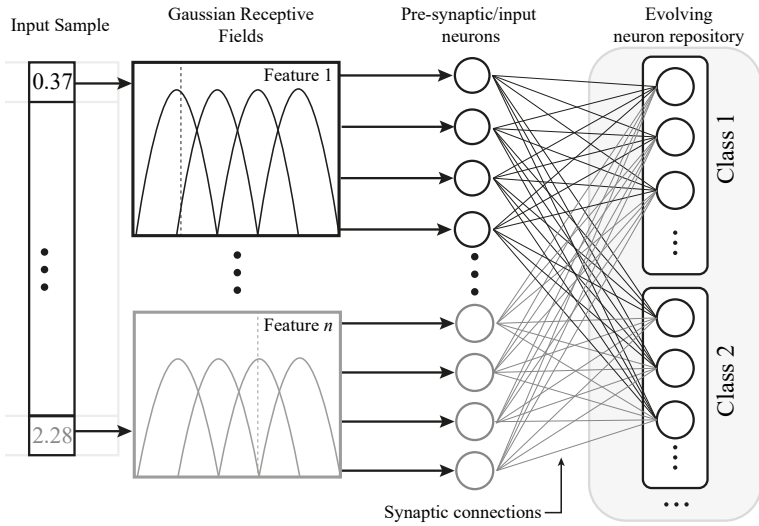 Input Sample
Gaussian Receptive
Fields
Pre-synaptic/input
neurons
Evolving
neuron repository
0.37
Feature 1
Class 1
Feature n
2.28
Class 2
Synaptic connections